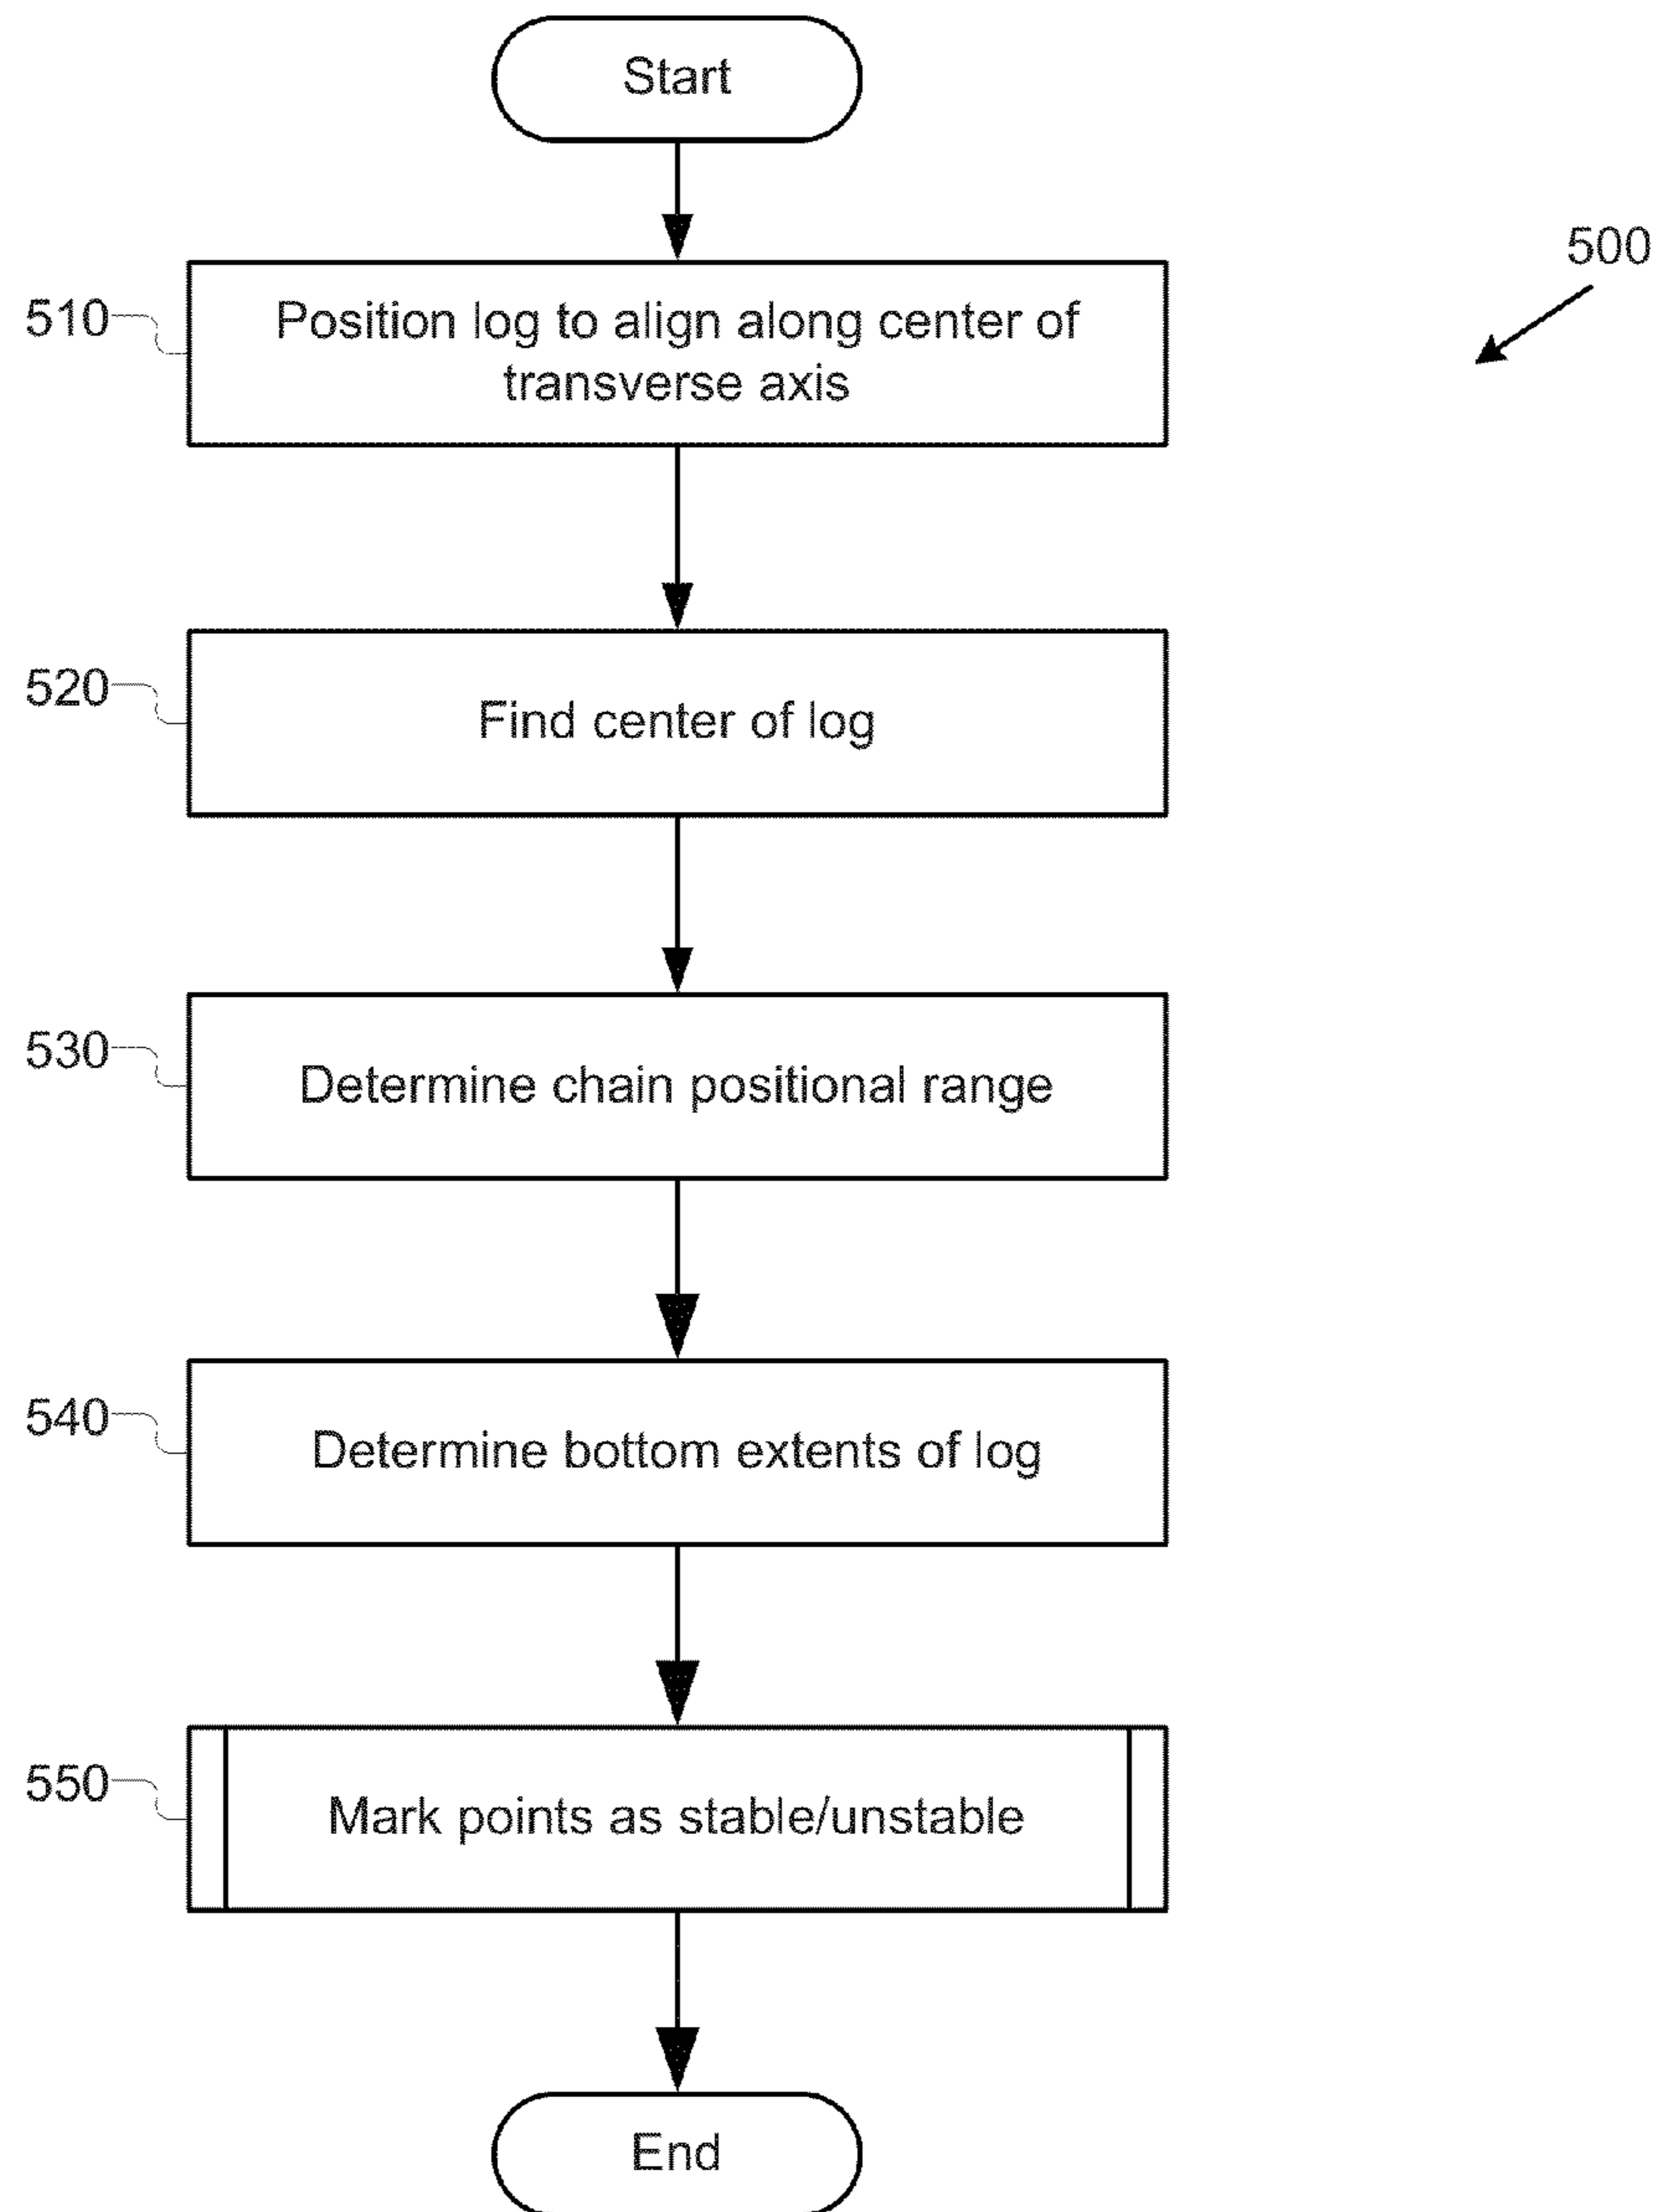 Start
500
510
Position log to align along center of
transverse axis
520
Find center of log
530
Determine chain positional range
540
Determine bottom extents of log
550
Mark points as stable/unstable
End